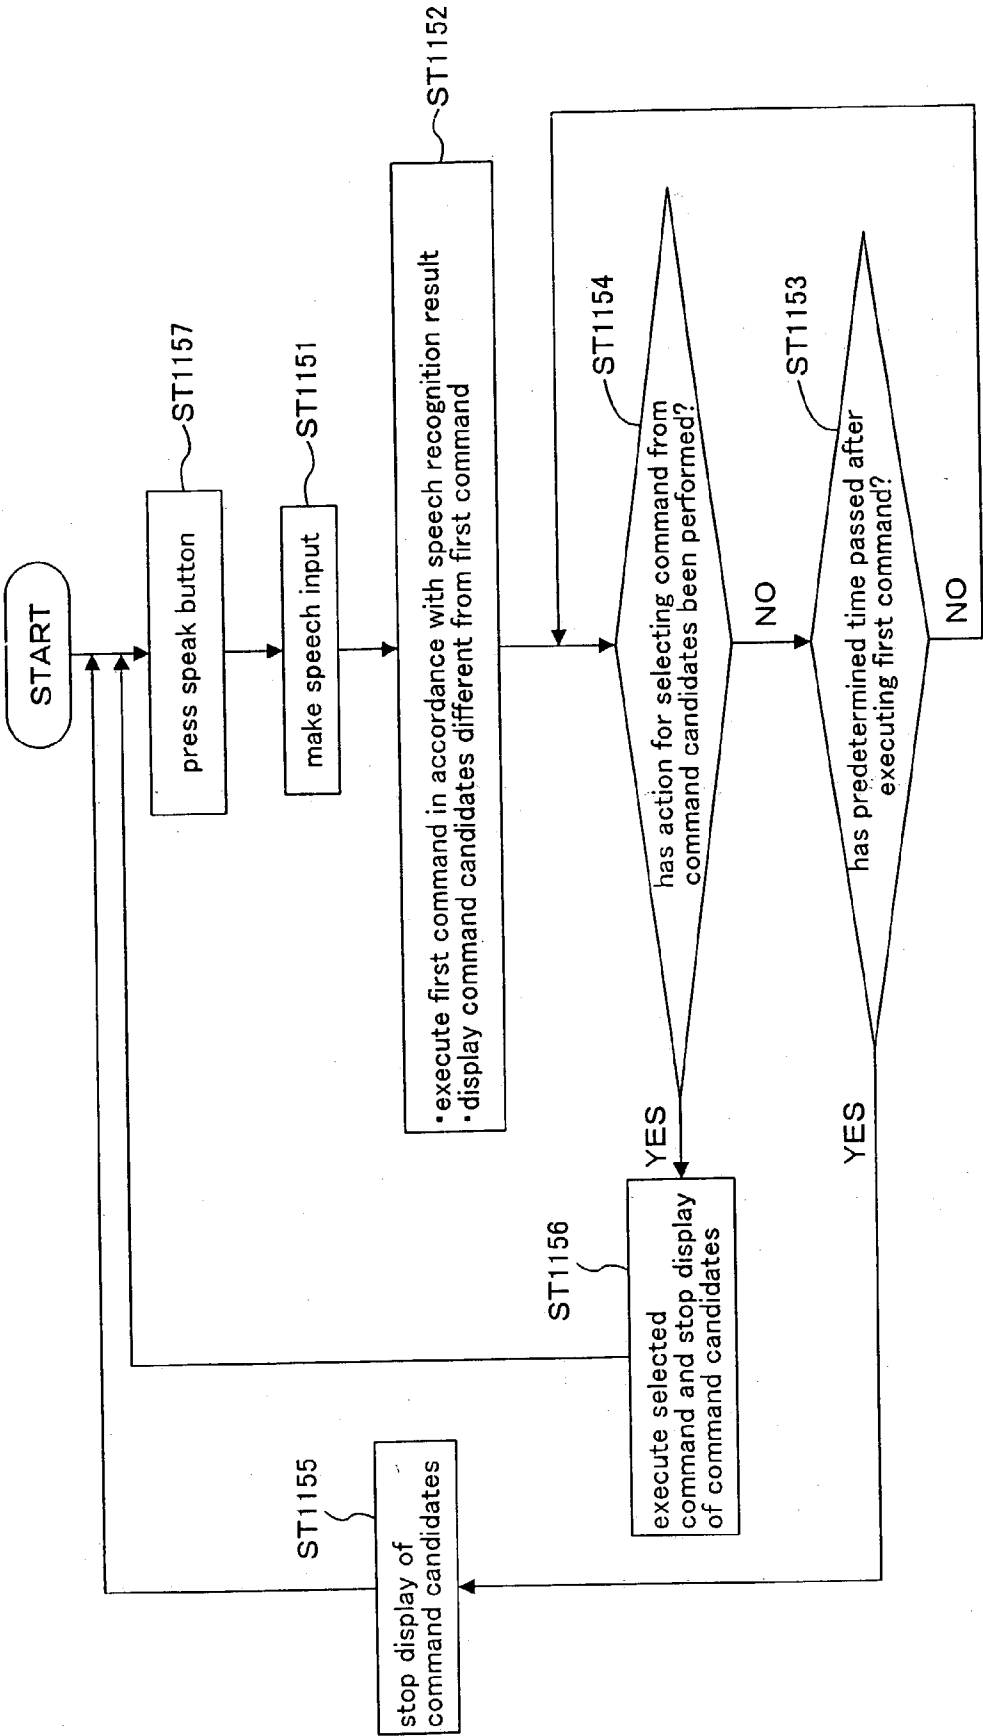 START
press speak button
ST1157
make speech input
ST1151
•execute first command in accordance with speech recognition result
•display command candidates different from first command
ST1152
has action for selecting command from
command candidates been performed?
ST1154
YES
NO
has predetermined time passed after
executing first command?
ST1153
YES
NO
execute selected
command and stop display
of command candidates
ST1156
stop display of
command candidates
ST1155